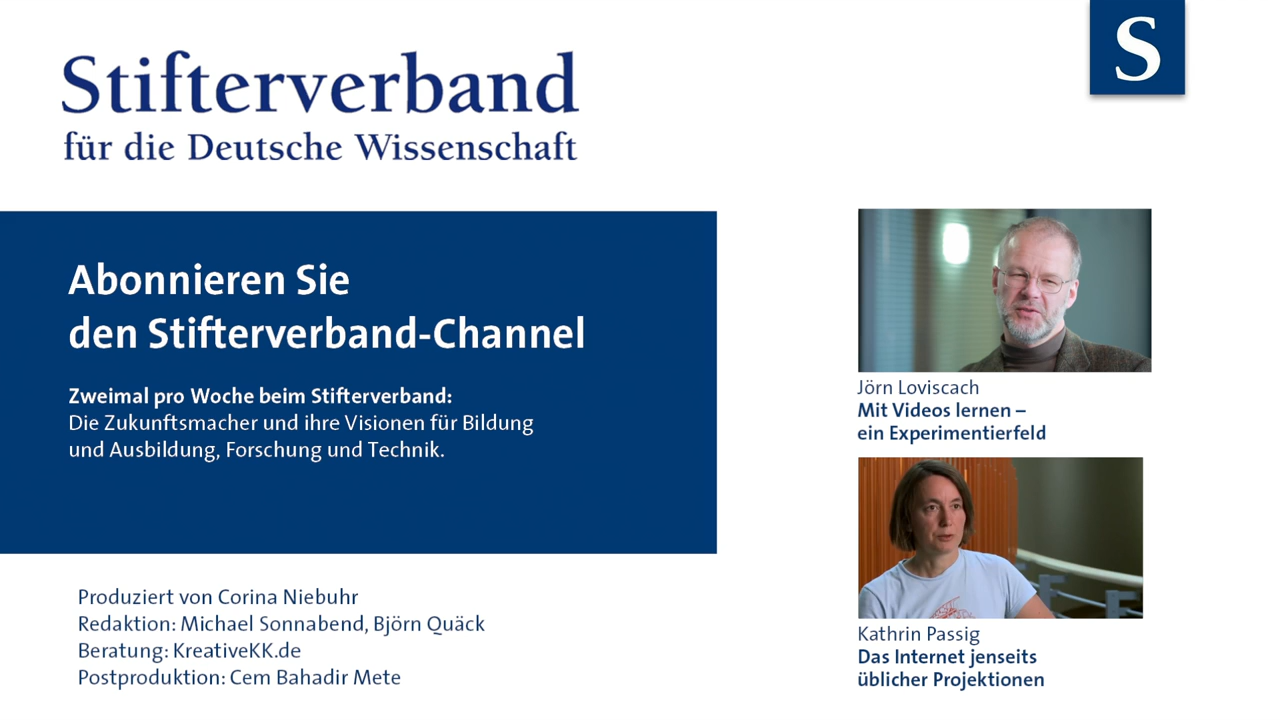 Stifterverband
für die Deutsche Wissenschaft
S
Abonnieren Sie
den Stifterverband-Channel
Zweimal pro Woche beim Stifterverband:
Die Zukunftsmacher und ihre Visionen für Bildung
und Ausbildung, Forschung und Technik.
Produziert von Corina Niebuhr
Redaktion: Michael Sonnabend, Björn Quäck
Beratung: KreativeKK.de
Postproduktion: Cem Bahadir Mete
Jörn Loviscach
Mit Videos lernen –
ein Experimentierfeld
Kathrin Passig
Das Internet jenseits
üblicher Projektionen